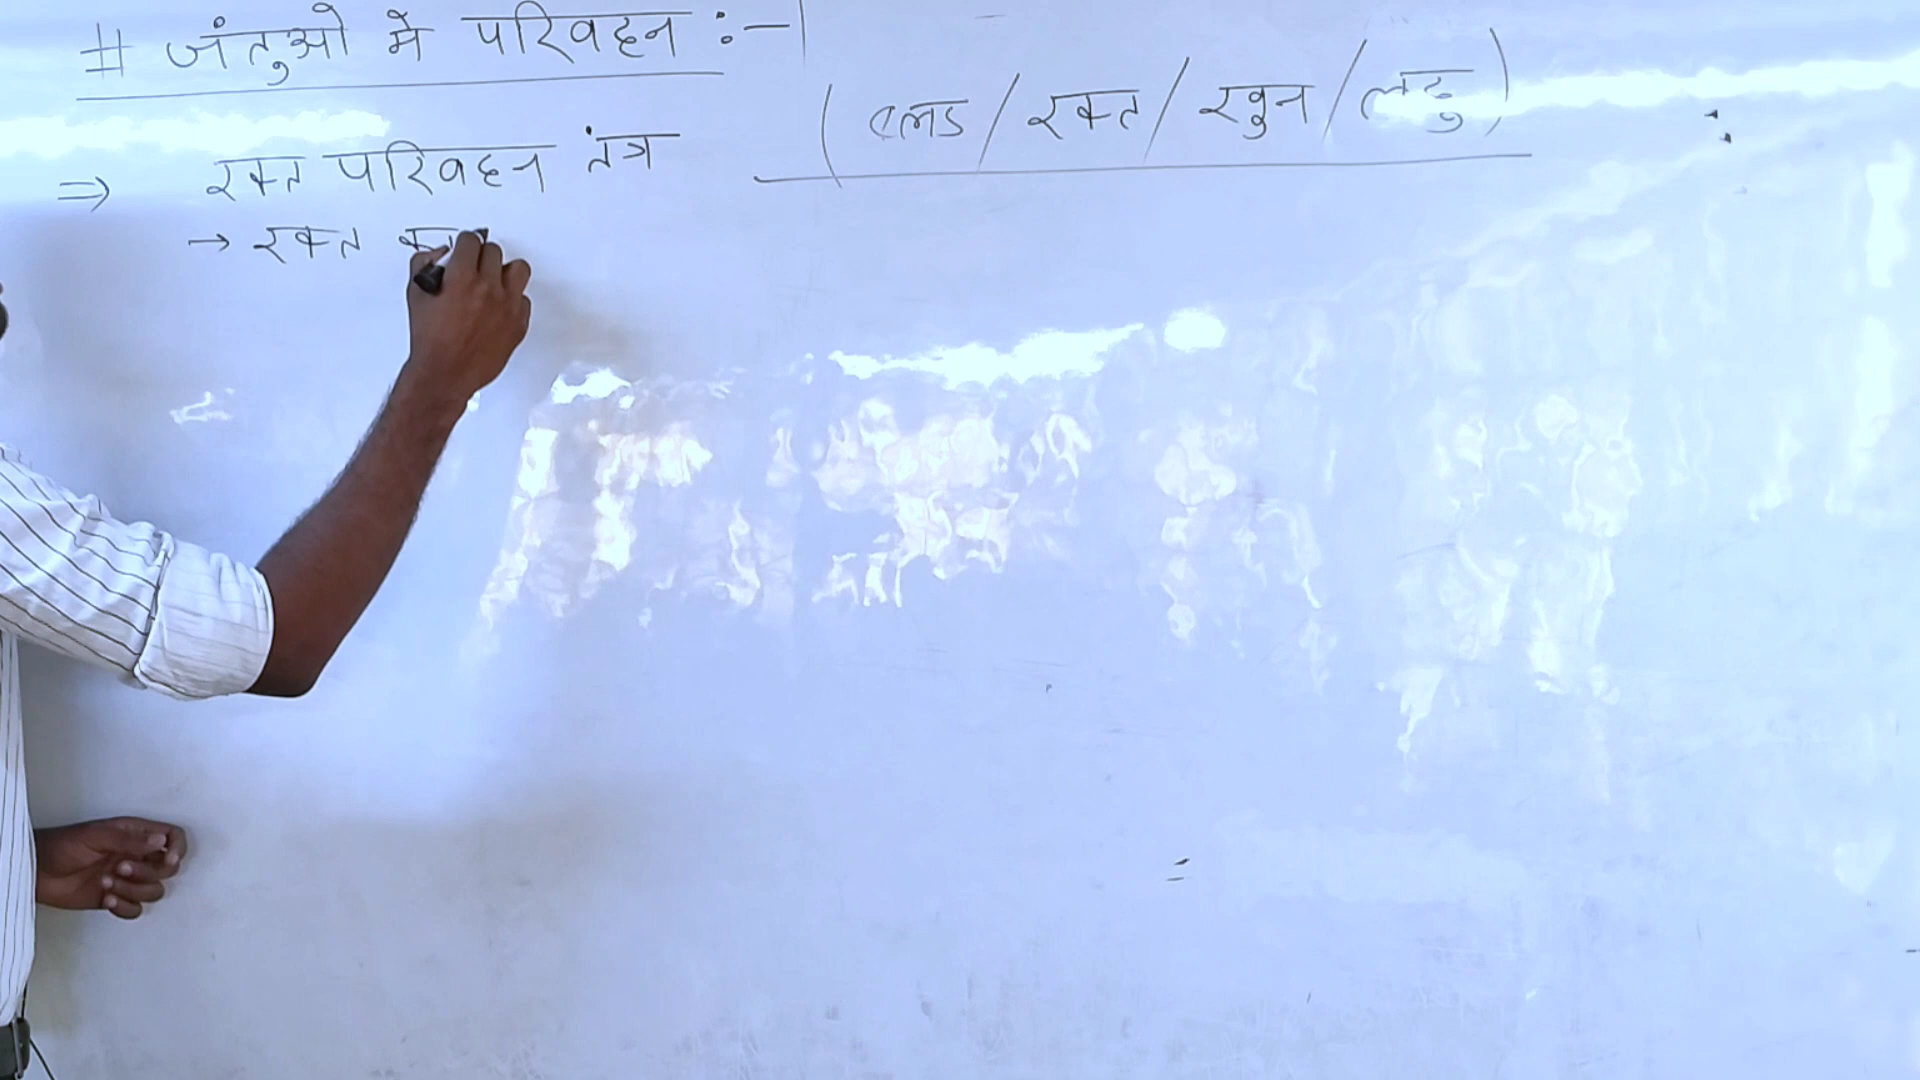 # जंतुओ मे परिवहन :-
(ब्लड / रक्त / खुन / लहु)
⇒ रक्त परिवहन तंत्र
→ रक्त का